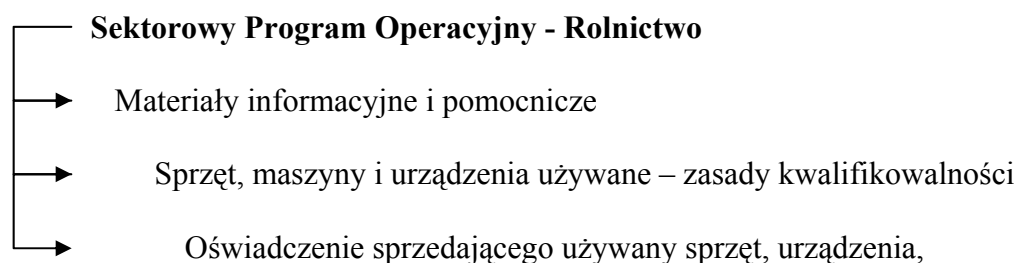 Sektorowy Program Operacyjny - Rolnictwo
Materiały informacyjne i pomocnicze
Sprzęt, maszyny i urządzenia używane – zasady kwalifikowalności
Oświadczenie sprzedającego używany sprzęt, urządzenia,